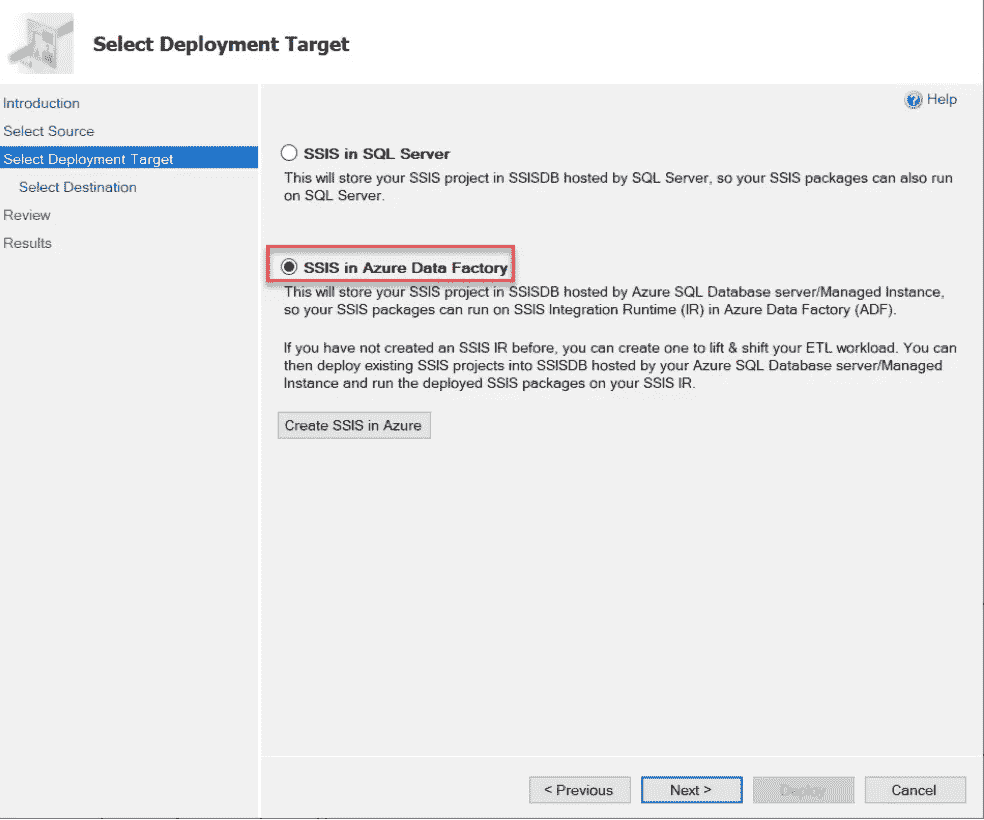 Select Deployment Target
Help
Introduction
Select Source
Select Deployment Target
Select Destination
Review
Results
SSIS in SQL Server
This will store your SSIS project in SSISDB hosted by SQL Server, so your SSIS packages can also run
on SQL Server.
SSIS in Azure Data Factory
This will store your SSIS project in SSISDB hosted by Azure SQL Database server/Managed Instance,
so your SSIS packages can run on SSIS Integration Runtime (IR) in Azure Data Factory (ADF).
If you have not created an SSIS IR before, you can create one to lift & shift your ETL workload. You can
then deploy existing SSIS projects into SSISDB hosted by your Azure SQL Database server/Managed
Instance and run the deployed SSIS packages on your SSIS IR.
Create SSIS in Azure
< Previous
Next >
Deploy
Cancel